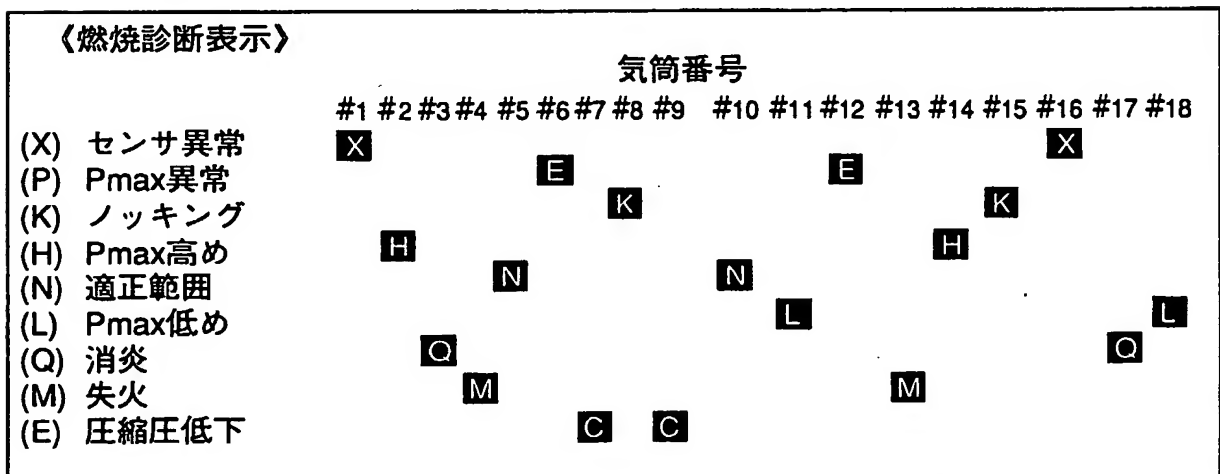 《燃焼診断表示》
気筒番号
#1 #2 #3 #4 #5 #6 #7 #8 #9 #10 #11 #12 #13 #14 #15 #16 #17 #18
(X) センサ異常 X X
(P) Pmax異常 E E
(K) ノッキング K K
(H) Pmax高め H H
(N) 適正範囲 N N
(L) Pmax低め L L
(Q) 消炎 Q Q
(M) 失火 M M
(E) 圧縮圧低下 C C